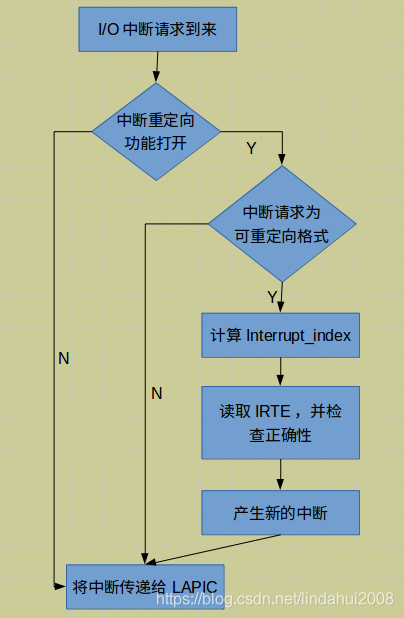 I/O 中断请求到来
中断重定向
功能打开
Y
中断请求为
可重定向格式
Y
计算 Interrupt_index
N
N
读取 IRTE ，并检
查正确性
产生新的中断
将中断传递给 LAPIC
https://blog.csdn.net/lindahui2008